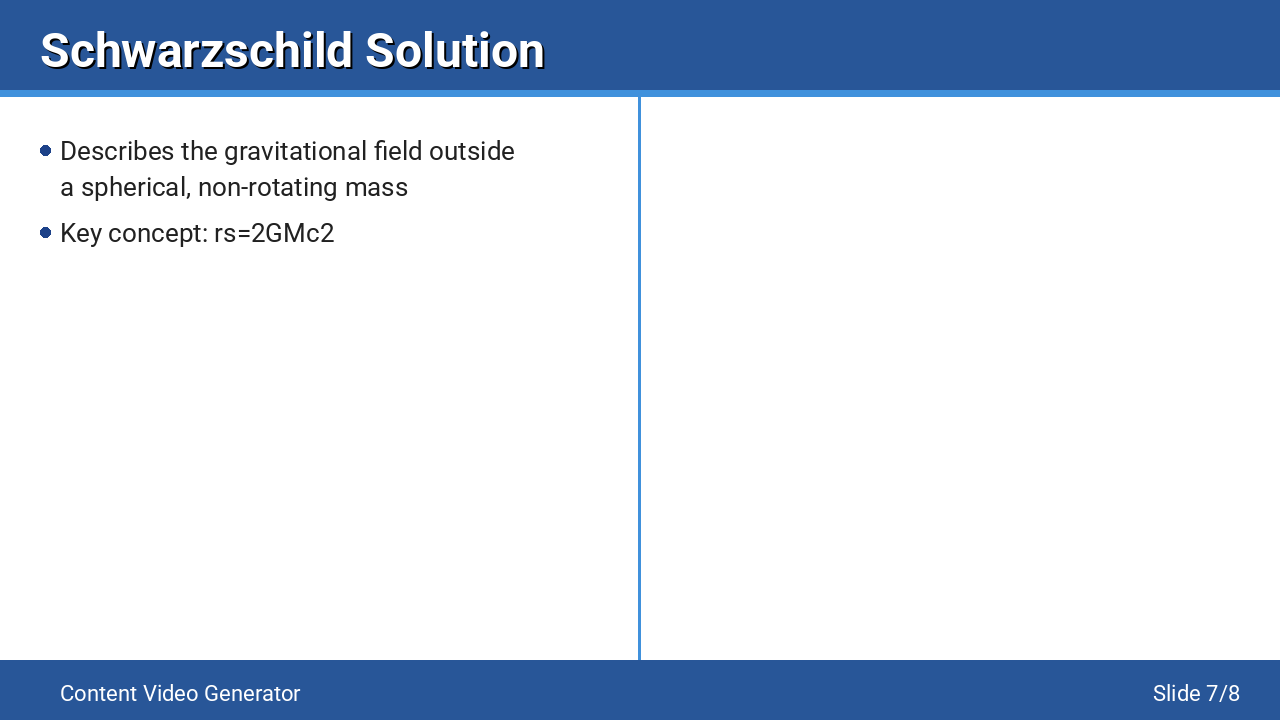 Schwarzschild Solution
Describes the gravitational field outside
a spherical, non-rotating mass
Key concept: rs=2GMc2
Content Video Generator
Slide 7/8